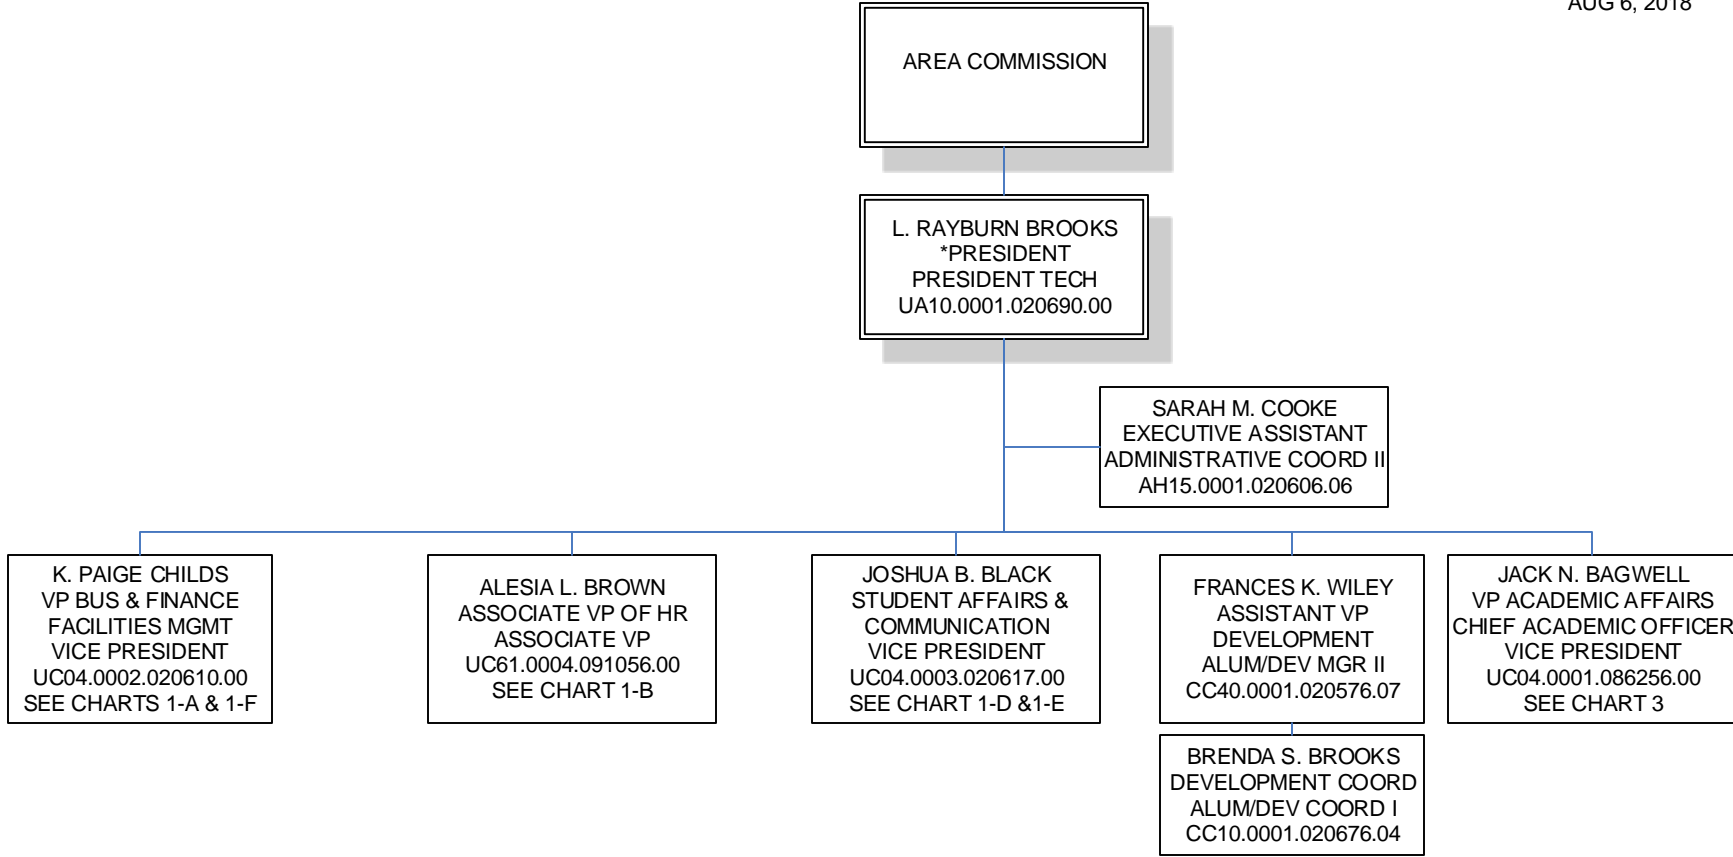 AUG 6, 2018
AREA COMMISSION
L. RAYBURN BROOKS
*PRESIDENT
PRESIDENT TECH
UA10.0001.020690.00
SARAH M. COOKE
EXECUTIVE ASSISTANT
ADMINISTRATIVE COORD II
AH15.0001.020606.06
K. PAIGE CHILDS
VP BUS & FINANCE
FACILITIES MGMT
VICE PRESIDENT
UC04.0002.020610.00
SEE CHARTS 1-A & 1-F
ALESIA L. BROWN
ASSOCIATE VP OF HR
ASSOCIATE VP
UC61.0004.091056.00
SEE CHART 1-B
JOSHUA B. BLACK
STUDENT AFFAIRS &
COMMUNICATION
VICE PRESIDENT
UC04.0003.020617.00
SEE CHART 1-D &1-E
FRANCES K. WILEY
ASSISTANT VP
DEVELOPMENT
ALUM/DEV MGR II
CC40.0001.020576.07
JACK N. BAGWELL
VP ACADEMIC AFFAIRS
CHIEF ACADEMIC OFFICER
VICE PRESIDENT
UC04.0001.086256.00
SEE CHART 3
BRENDA S. BROOKS
DEVELOPMENT COORD
ALUM/DEV COORD I
CC10.0001.020676.04